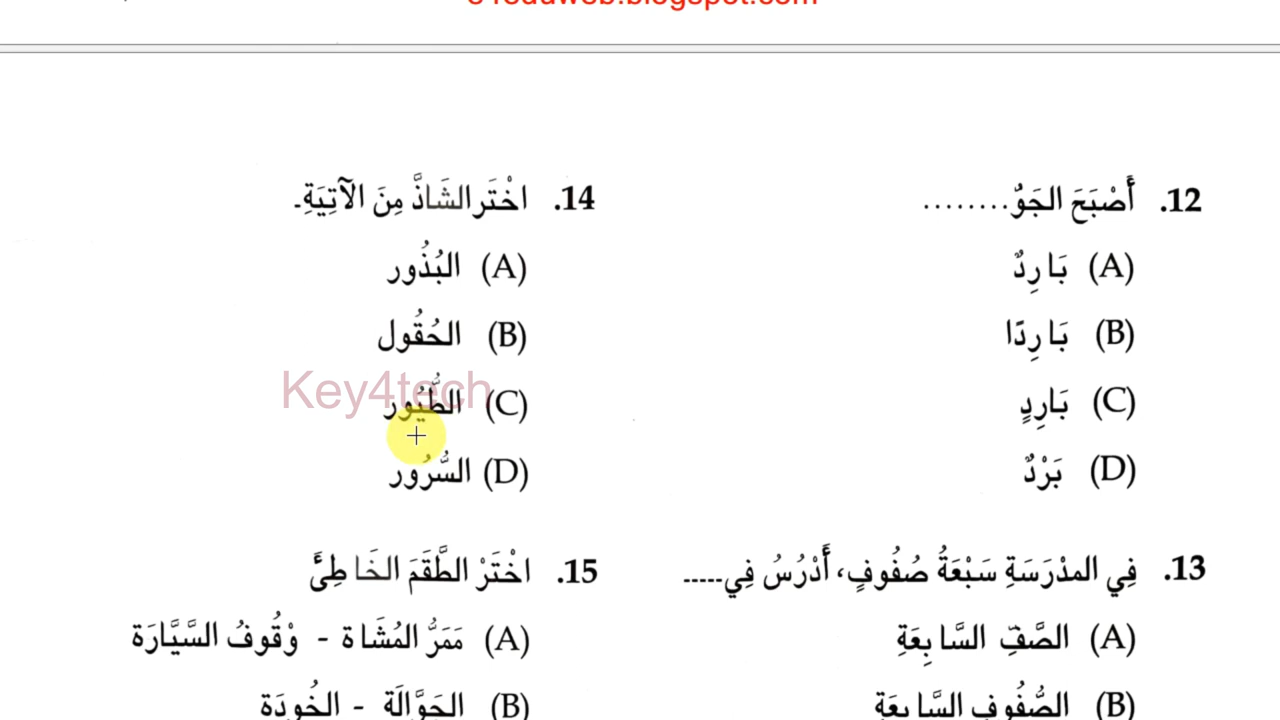 12. أَصْبَحَ الجَوُّ........
(A) بَارِدٌ
(B) بَارِدًا
(C) بَارِدٍ
(D) بَرْدٌ
13. فِي المدْرَسَةِ سَبْعَةُ صُفُوفٍ، أَدْرُسُ فِي-----
(A) الصَّفِّ السَّابِعَةِ
(B) الصُّفُوفِ السَّابِعَةِ
14. اخْتَر الشَاذَّ مِنَ الآتِيَةِ.
(A) البُذُور
(B) الحُقُول
(C) الطُّيُور
(D) السُّرُور
15. اخْتَرْ الطَّقَمَ الخَاطِئَ
(A) مَمَرُّ المُشَاة - وْقُوفُ السَّيَّارَة
(B) الجَوَّالَة - الخُودَة
Key4tech